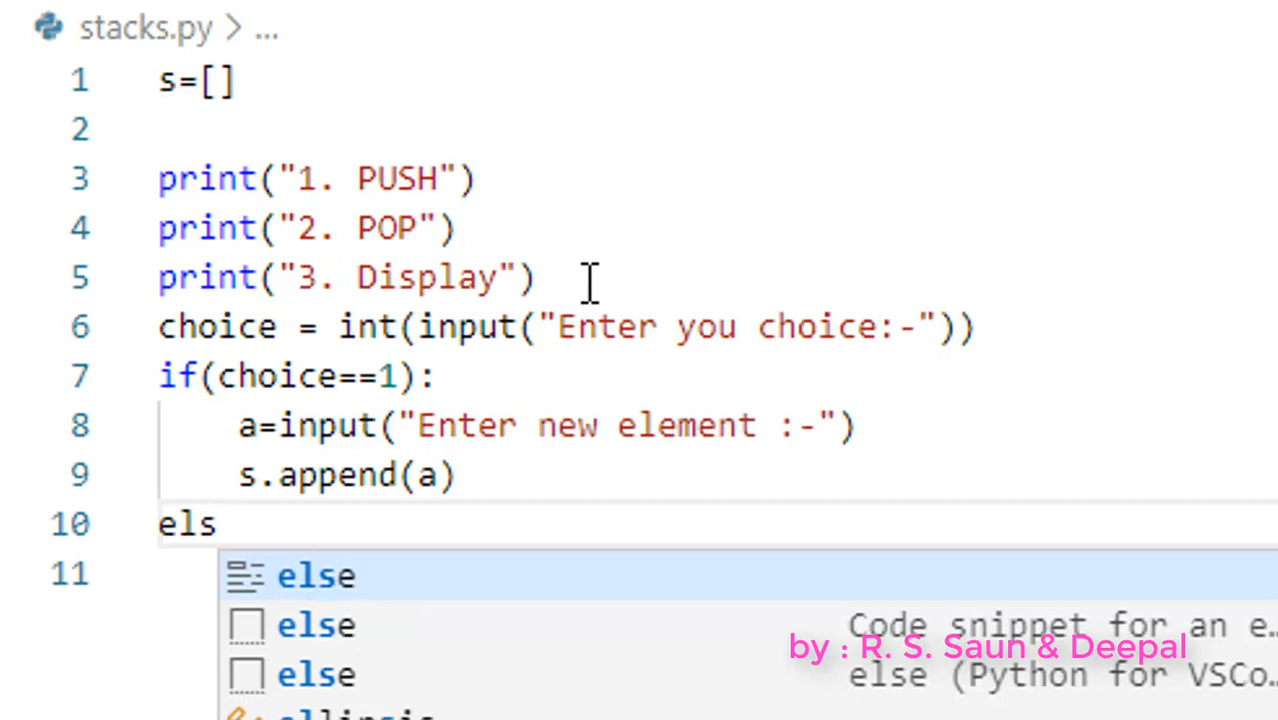 stacks.py > ...
1 s=[]
2
3 print("1. PUSH")
4 print("2. POP")
5 print("3. Display")
6 choice = int(input("Enter you choice:-"))
7 if(choice==1):
8 a=input("Enter new element :-")
9 s.append(a)
10 els
11 else
else Code snippet for an e…
by : R. S. Saun & Deepal
else else (Python for VSCo…
ellipsis